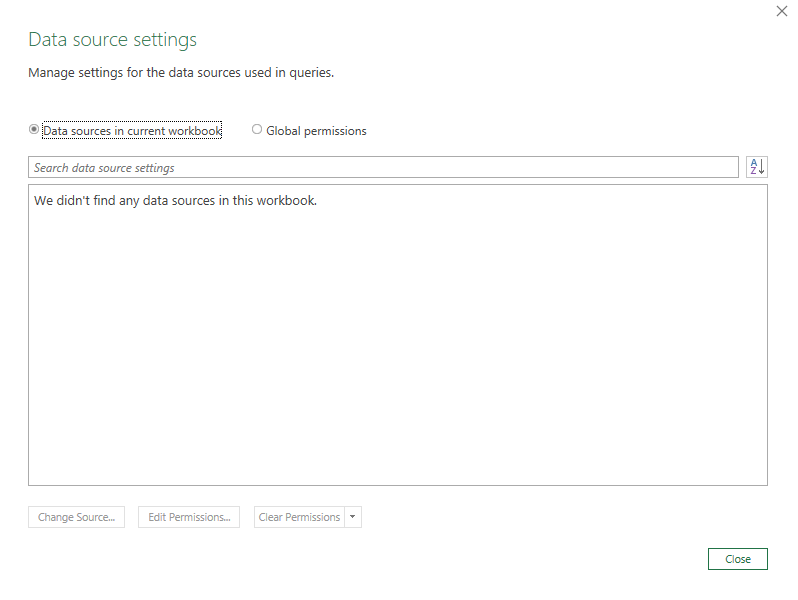 Data source settings
Manage settings for the data sources used in queries.
Data sources in current workbook Global permissions
Search data source settings
A
Z
We didn't find any data sources in this workbook.
Change Source... Edit Permissions... Clear Permissions
Close